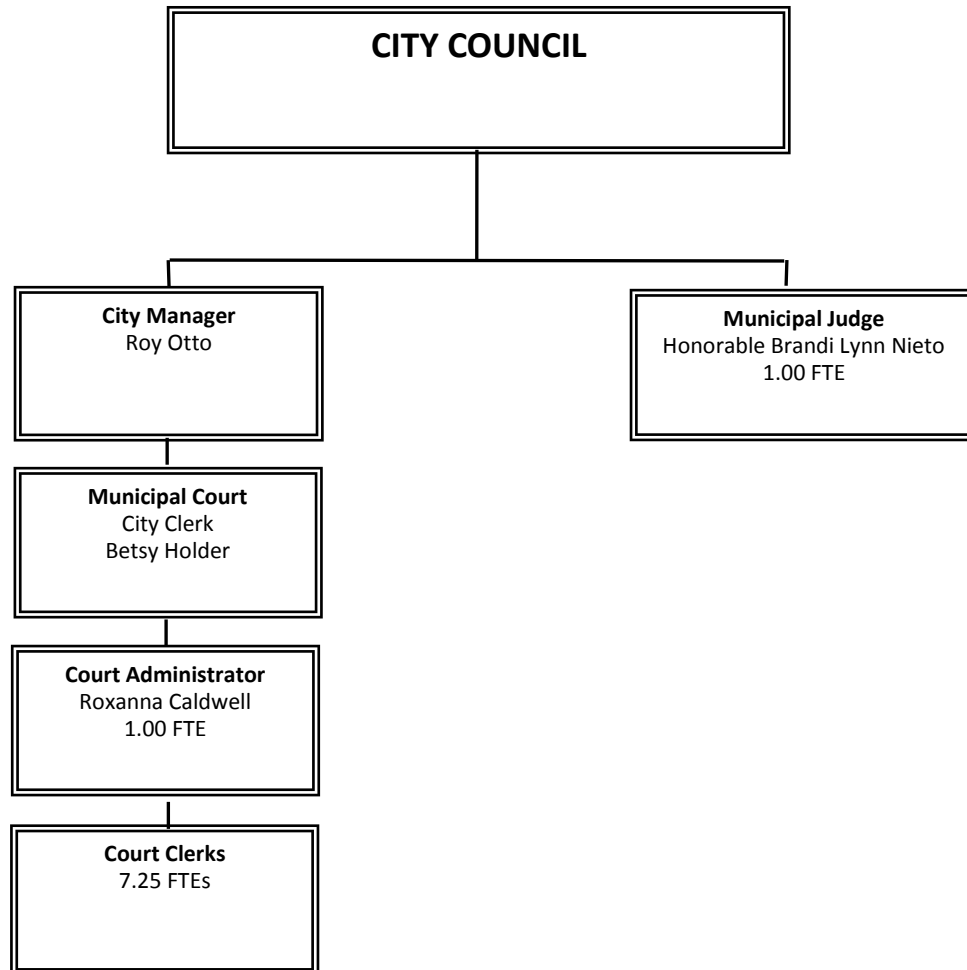 CITY COUNCIL
City Manager
Roy Otto
Municipal Judge
Honorable Brandi Lynn Nieto
1.00 FTE
Municipal Court
City Clerk
Betsy Holder
Court Administrator
Roxanna Caldwell
1.00 FTE
Court Clerks
7.25 FTEs